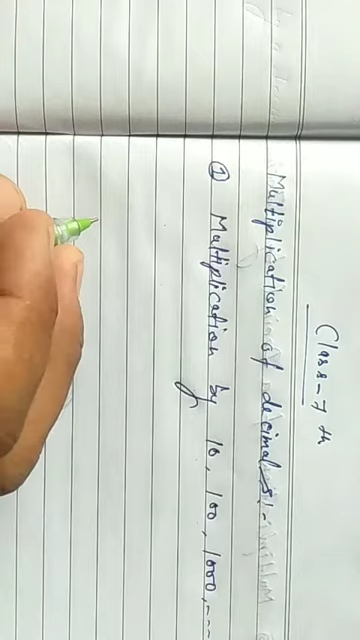 Class - 7 th
Multiplication of decimals :-
① Multiplication by 10, 100, 1000, ---